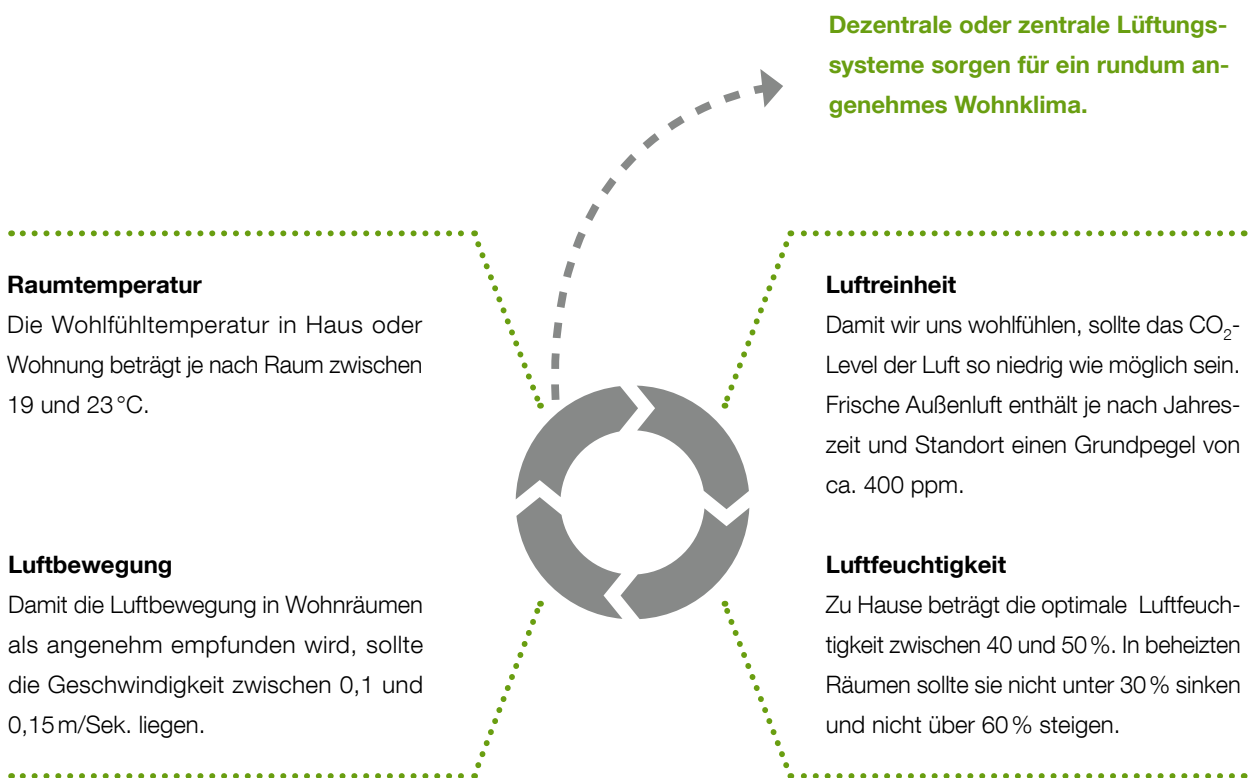 Dezentrale oder zentrale Lüftungs-
systeme sorgen für ein rundum an-
genehmes Wohnklima.
Raumtemperatur
Die Wohlfühltemperatur in Haus oder
Wohnung beträgt je nach Raum zwischen
19 und 23 °C.
Luftreinheit
Damit wir uns wohlfühlen, sollte das CO₂-
Level der Luft so niedrig wie möglich sein.
Frische Außenluft enthält je nach Jahres-
zeit und Standort einen Grundpegel von
ca. 400 ppm.
Luftbewegung
Damit die Luftbewegung in Wohnräumen
als angenehm empfunden wird, sollte
die Geschwindigkeit zwischen 0,1 und
0,15 m/Sek. liegen.
Luftfeuchtigkeit
Zu Hause beträgt die optimale Luftfeuch-
tigkeit zwischen 40 und 50 %. In beheizten
Räumen sollte sie nicht unter 30 % sinken
und nicht über 60 % steigen.